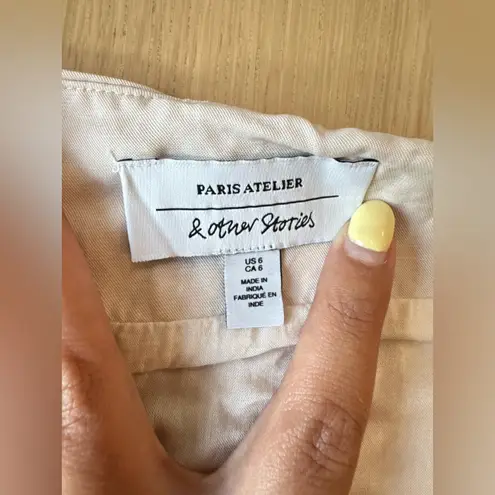 PARIS ATELIER
& other Stories
US 6
CA 6
MADE IN
INDIA
FABRIQUÉ EN
INDE